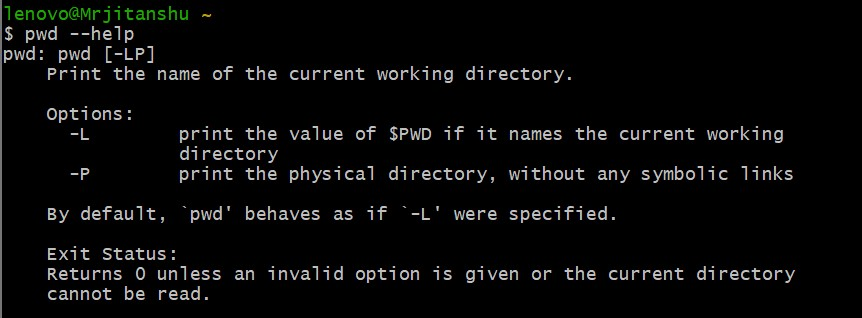 lenovo@Mrjitanshu ~
$ pwd --help
pwd: pwd [-LP]
    Print the name of the current working directory.

    Options:
      -L        print the value of $PWD if it names the current working
                directory
      -P        print the physical directory, without any symbolic links

    By default, `pwd' behaves as if `-L' were specified.

    Exit Status:
    Returns 0 unless an invalid option is given or the current directory
    cannot be read.